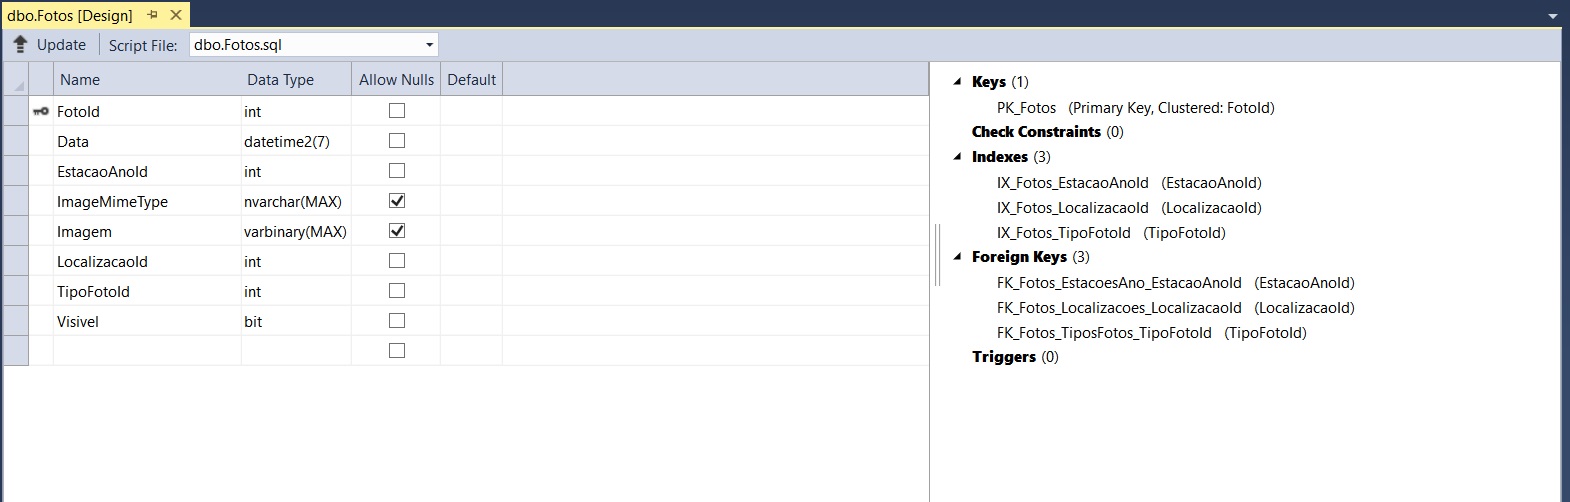 dbo.Fotos [Design]
Update Script File: dbo.Fotos.sql
Name Data Type Allow Nulls Default
FotoId int
Data datetime2(7)
EstacaoAnoId int
ImageMimeType nvarchar(MAX)
Imagem varbinary(MAX)
LocalizacaoId int
TipoFotoId int
Visivel bit
Keys (1)
PK_Fotos (Primary Key, Clustered: FotoId)
Check Constraints (0)
Indexes (3)
IX_Fotos_EstacaoAnoId (EstacaoAnoId)
IX_Fotos_LocalizacaoId (LocalizacaoId)
IX_Fotos_TipoFotoId (TipoFotoId)
Foreign Keys (3)
FK_Fotos_EstacoesAno_EstacaoAnoId (EstacaoAnoId)
FK_Fotos_Localizacoes_LocalizacaoId (LocalizacaoId)
FK_Fotos_TiposFotos_TipoFotoId (TipoFotoId)
Triggers (0)